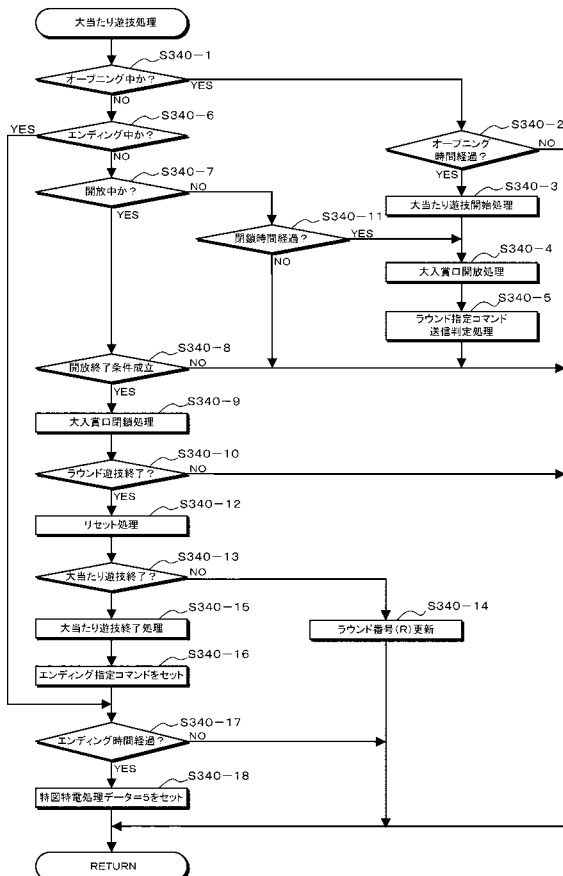 大当たり遊技処理
S340-1
オープニング中か?
YES
NO
S340-6
YES
エンディング中か?
NO
S340-2
オープニング
時間経過?
NO
YES
S340-7
開放中か?
NO
YES
S340-3
大当たり遊技開始処理
S340-11
閉鎖時間経過?
YES
NO
S340-4
大入賞口開放処理
S340-5
ラウンド指定コマンド
送信判定処理
S340-8
開放終了条件成立
NO
YES
S340-9
大入賞口閉鎖処理
S340-10
ラウンド遊技終了?
NO
YES
S340-12
リセット処理
S340-13
大当たり遊技終了?
NO
S340-15
大当たり遊技終了処理
S340-14
ラウンド番号(R)更新
S340-16
エンディング指定コマンドをセット
S340-17
エンディング時間経過?
NO
YES
S340-18
特図特電処理データ=5をセット
RETURN